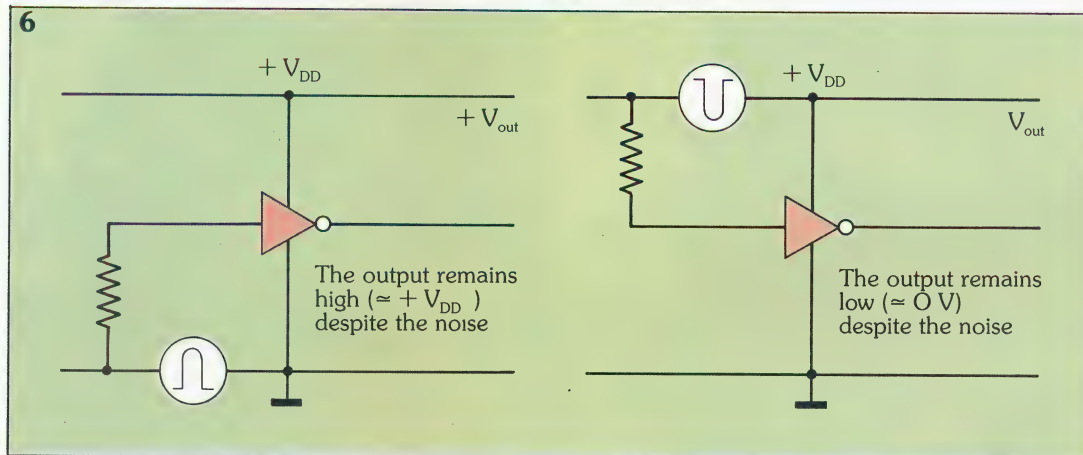 6
+ V_DD
+ V_out
The output remains
high (≃ + V_DD )
despite the noise
+ V_DD
V_out
The output remains
low (≃ O V)
despite the noise